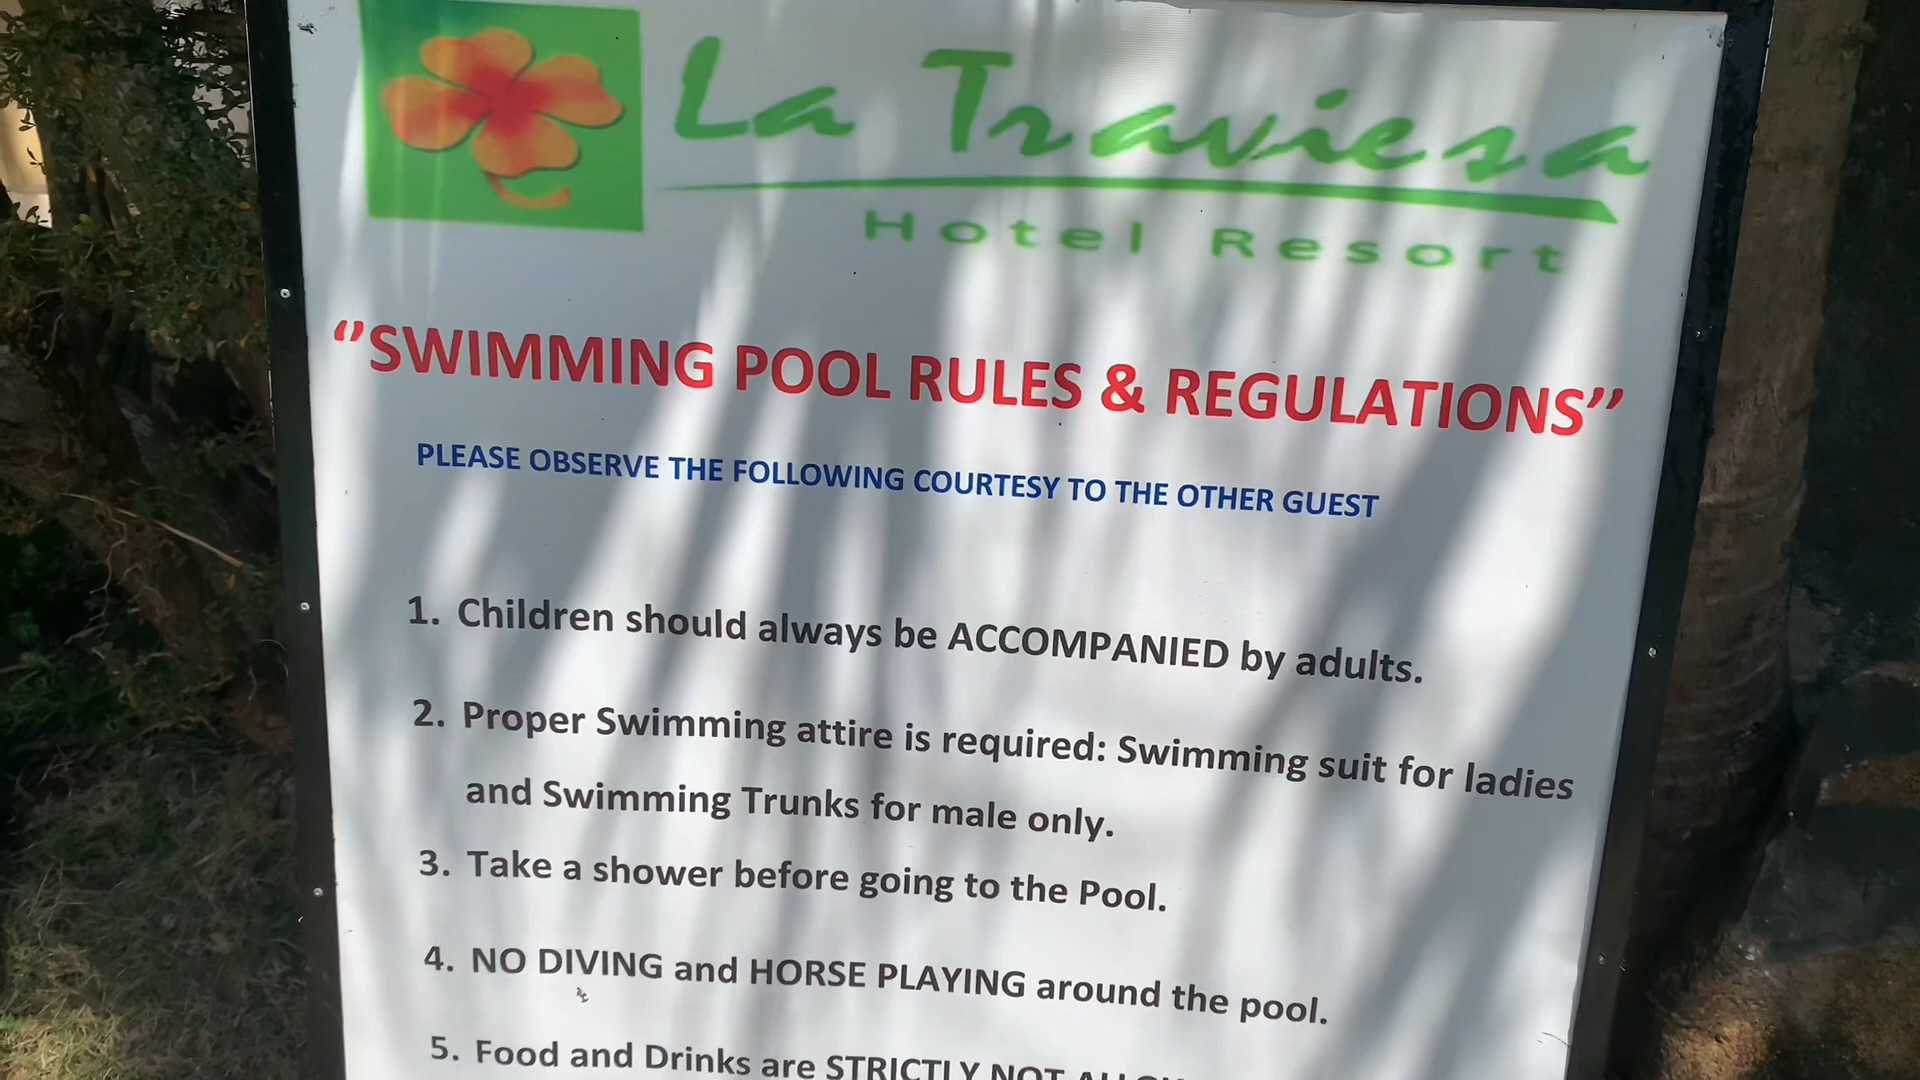 La Traviesa
Hotel Resort
‘‘SWIMMING POOL RULES & REGULATIONS’’
PLEASE OBSERVE THE FOLLOWING COURTESY TO THE OTHER GUEST
1. Children should always be ACCOMPANIED by adults.
2. Proper Swimming attire is required: Swimming suit for ladies
and Swimming Trunks for male only.
3. Take a shower before going to the Pool.
4. NO DIVING and HORSE PLAYING around the pool.
5. Food and Drinks are STRICTLY NOT